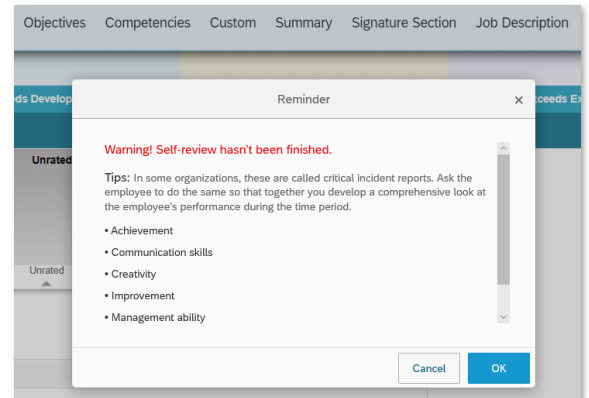 Objectives Competencies Custom Summary Signature Section Job Description
Reminder ×
Warning! Self-review hasn't been finished.
Tips: In some organizations, these are called critical incident reports. Ask the
employee to do the same so that together you develop a comprehensive look at
the employee's performance during the time period.
• Achievement
• Communication skills
• Creativity
• Improvement
• Management ability
Cancel OK
Unrated
Unrated